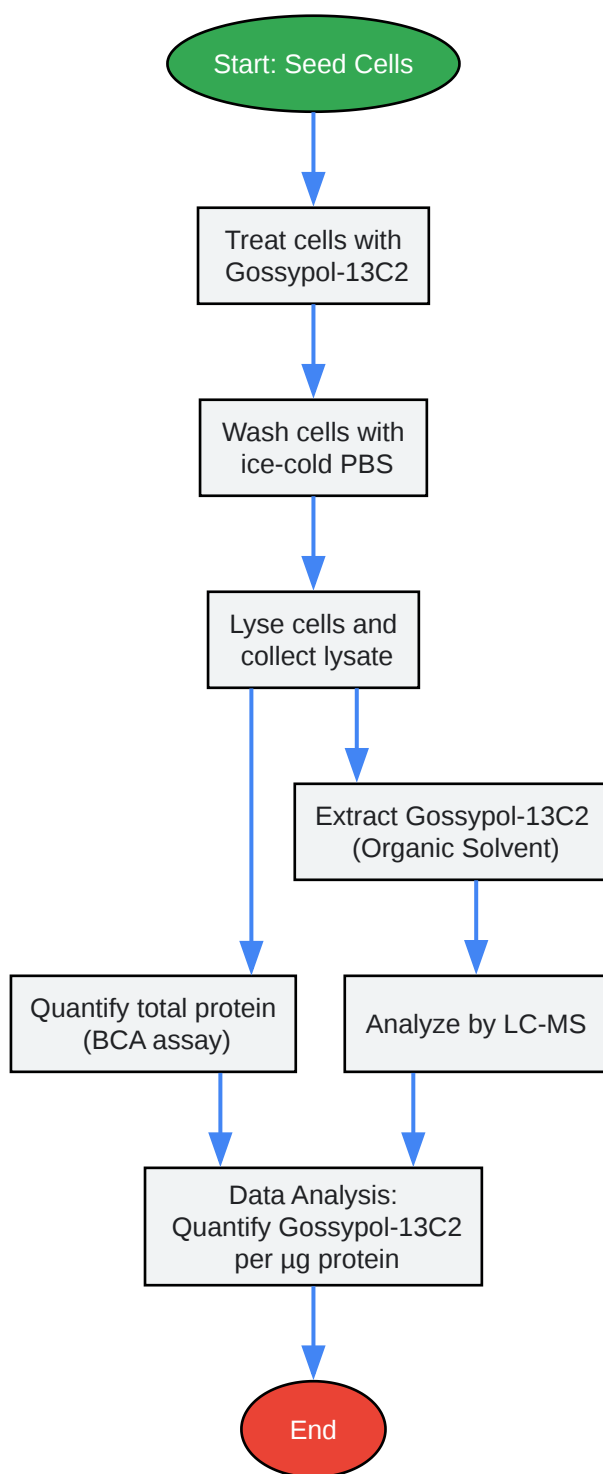 Start: Seed Cells
Treat cells with
Gossypol-13C2
Wash cells with
ice-cold PBS
Lyse cells and
collect lysate
Extract Gossypol-13C2
(Organic Solvent)
Quantify total protein
(BCA assay)
Analyze by LC-MS
Data Analysis:
Quantify Gossypol-13C2
per µg protein
End